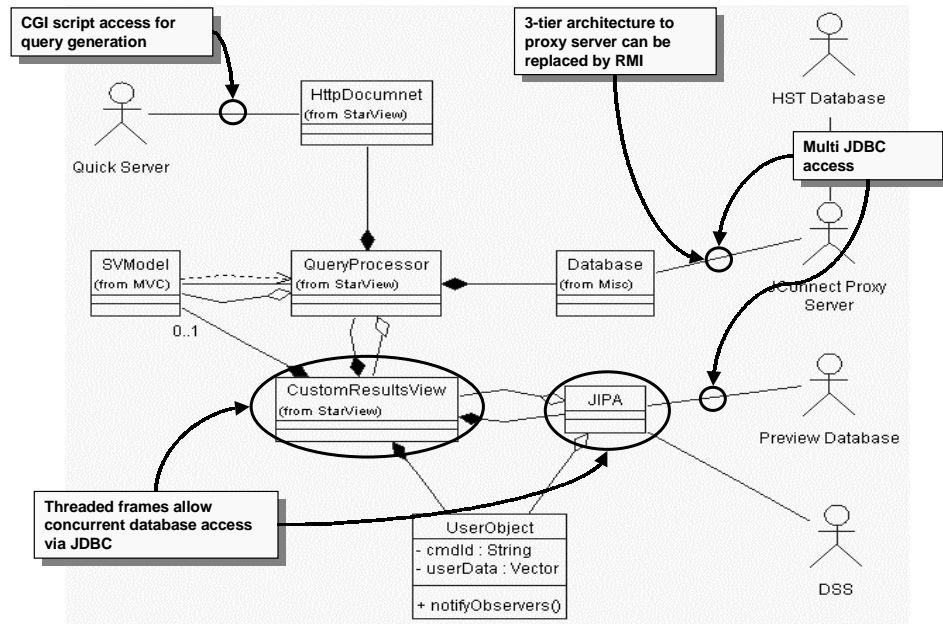 CGI script access for
query generation
3-tier architecture to
proxy server can be
replaced by RMI
HttpDocumnet
(from StarView)
HST Database
Quick Server
Multi JDBC
access
SVModel
(from MVC)
QueryProcessor
(from StarView)
Database
(from Misc)
JConnect Proxy
Server
0..1
CustomResultsView
(from StarView)
JIPA
Preview Database
Threaded frames allow
concurrent database access
via JDBC
UserObject
- cmdId : String
- userData : Vector
+ notifyObservers()
DSS